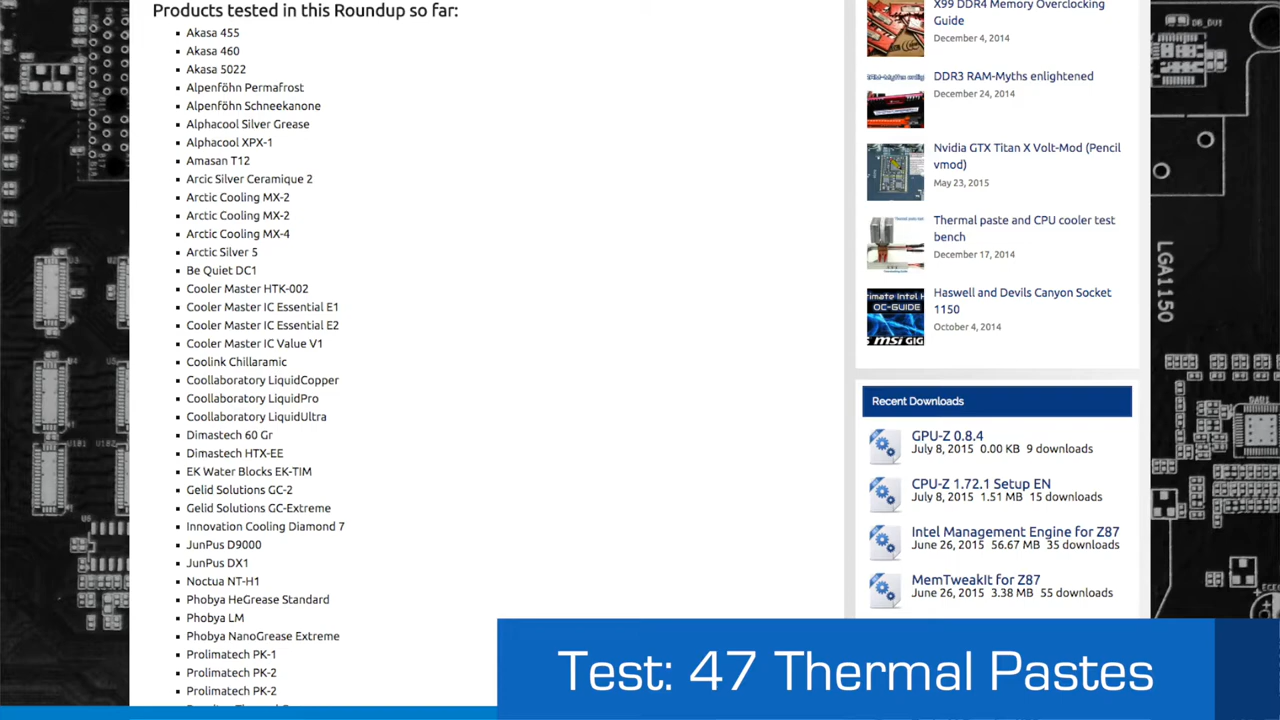 Products tested in this Roundup so far:
Akasa 455
Akasa 460
Akasa 5022
Alpenföhn Permafrost
Alpenföhn Schneekanone
Alphacool Silver Grease
Alphacool XPX-1
Amasan T12
Arcic Silver Ceramique 2
Arctic Cooling MX-2
Arctic Cooling MX-2
Arctic Cooling MX-4
Arctic Silver 5
Be Quiet DC1
Cooler Master HTK-002
Cooler Master IC Essential E1
Cooler Master IC Essential E2
Cooler Master IC Value V1
Coolink Chillaramic
Coollaboratory LiquidCopper
Coollaboratory LiquidPro
Coollaboratory LiquidUltra
Dimastech 60 Gr
Dimastech HTX-EE
EK Water Blocks EK-TIM
Gelid Solutions GC-2
Gelid Solutions GC-Extreme
Innovation Cooling Diamond 7
JunPus D9000
JunPus DX1
Noctua NT-H1
Phobya HeGrease Standard
Phobya LM
Phobya NanoGrease Extreme
Prolimatech PK-1
Prolimatech PK-2
Prolimatech PK-2
X99 DDR4 Memory Overclocking
Guide
December 4, 2014
DDR3 RAM-Myths enlightened
December 24, 2014
Nvidia GTX Titan X Volt-Mod (Pencil
vmod)
May 23, 2015
Thermal paste and CPU cooler test
bench
December 17, 2014
Haswell and Devils Canyon Socket
1150
October 4, 2014
OC-GUIDE
Recent Downloads
GPU-Z 0.8.4
July 8, 2015 0.00 KB 9 downloads
CPU-Z 1.72.1 Setup EN
July 8, 2015 1.51 MB 15 downloads
Intel Management Engine for Z87
June 26, 2015 56.67 MB 35 downloads
MemTweakIt for Z87
June 26, 2015 3.38 MB 55 downloads
LGA1150
Test: 47 Thermal Pastes